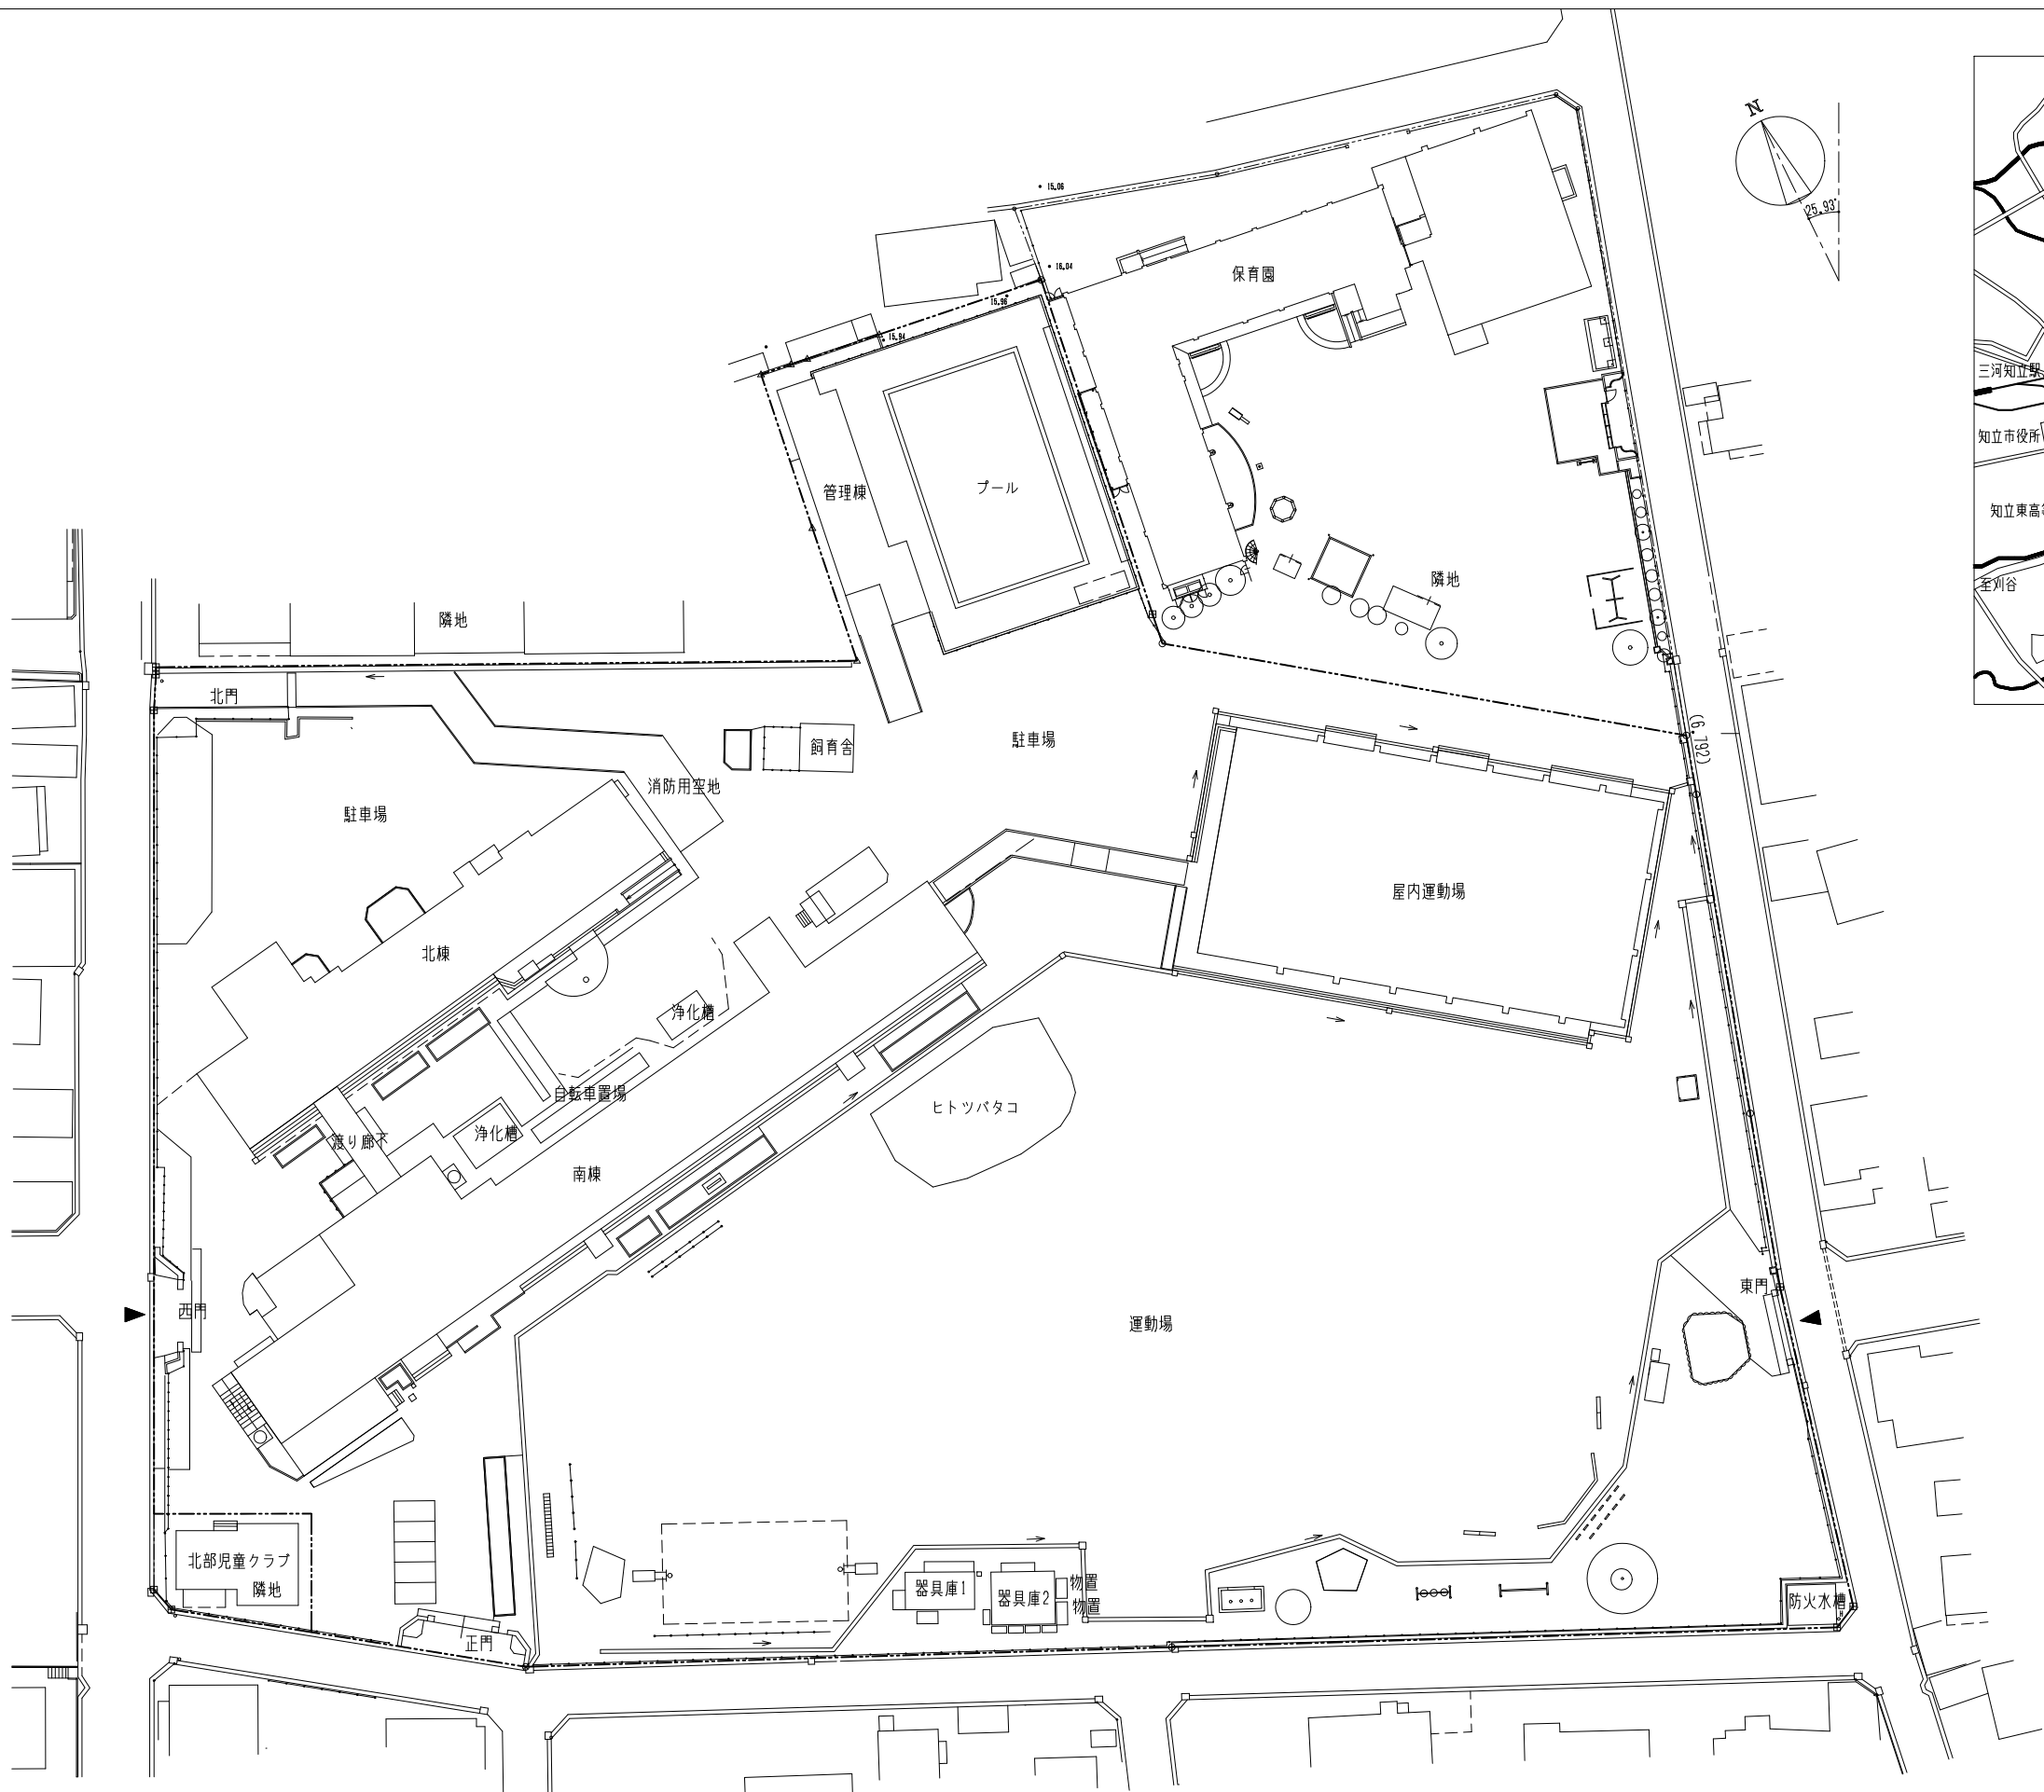 N
25.93°
15.06
16.04
15.98
15.94
保育園
三河知立駅
知立市役所
知立東高
至刈谷
管理棟
プール
隣地
隣地
北門
(6.792)
駐車場
飼育舎
消防用空地
駐車場
屋内運動場
北棟
浄化槽
自転車置場
ヒトツバタコ
浄化槽
渡り廊下
南棟
東門
西門
運動場
北部児童クラブ
隣地
器具庫1
器具庫2
物置
物置
防火水槽
正門